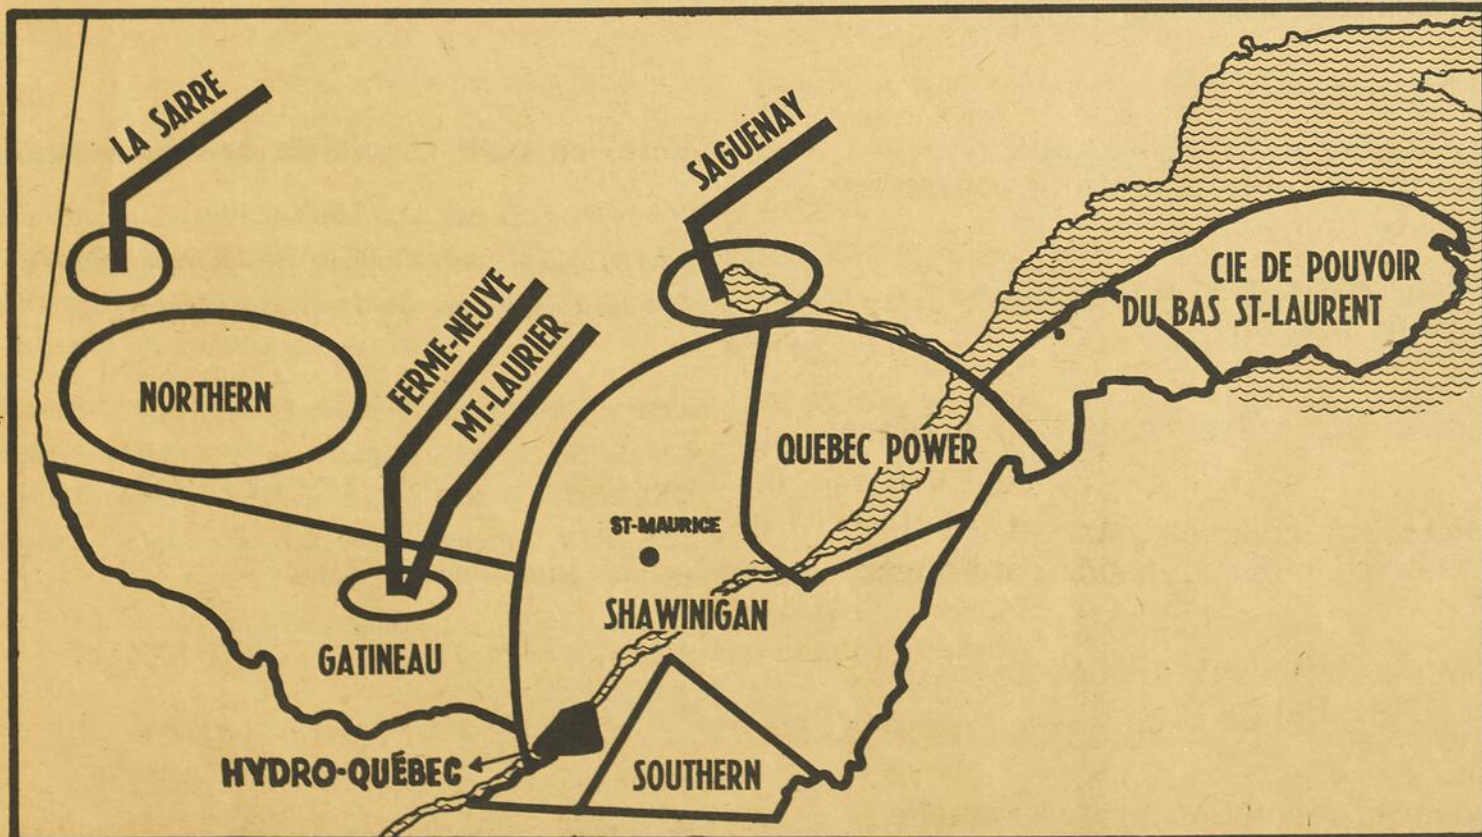 LA SARRE
SAGUENAY
CIE DE POUVOIR
DU BAS ST-LAURENT
FERME-NEUVE
MT-LAURIER
NORTHERN
QUEBEC POWER
ST-MAURICE
SHAWINIGAN
GATINEAU
HYDRO-QUÉBEC
SOUTHERN